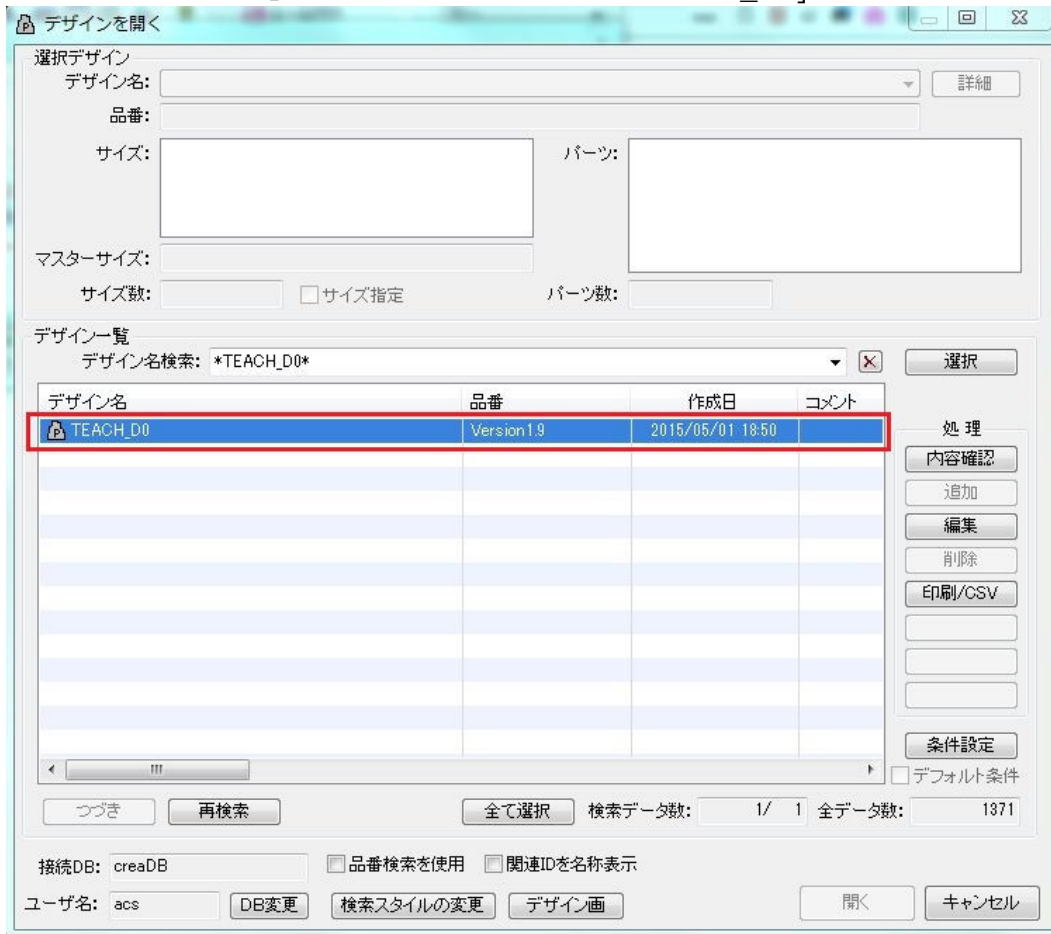 デザインを開く
選択デザイン
デザイン名: 詳細
品番:
サイズ: パーツ:
マスターサイズ:
サイズ数: サイズ指定 パーツ数:
デザイン一覧
デザイン名検索: *TEACH_D0* 選択
デザイン名 品番 作成日 コメント
TEACH_D0 Version1.9 2015/05/01 18:50
処 理
内容確認
追加
編集
削除
印刷/CSV
条件設定
デフォルト条件
つづき 再検索 全て選択 検索データ数: 1/ 1 全データ数: 1371
接続DB: creaDB 品番検索を使用 関連IDを名称表示
ユーザ名: acs DB変更 検索スタイルの変更 デザイン画 開く キャンセル